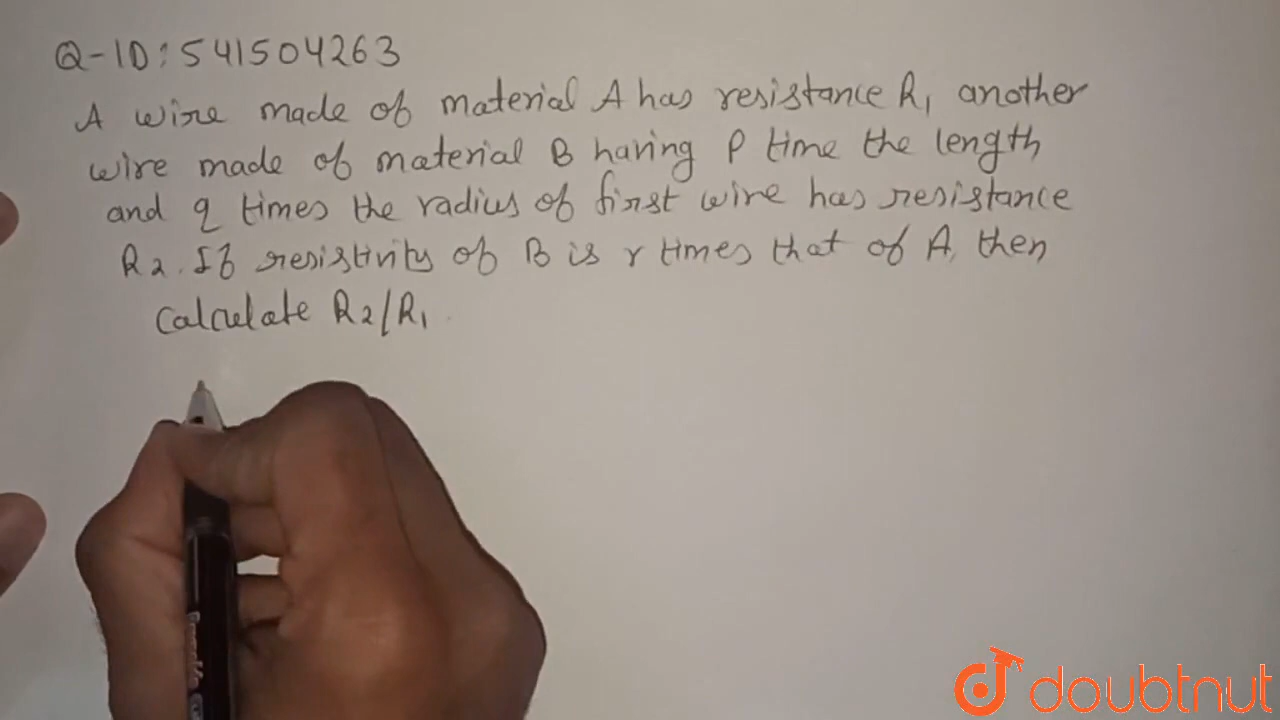 Q-ID: 541504263
A wire made of material A has resistance R1 another
wire made of material B having P time the length
and q times the radius of first wire has resistance
R2. If resistivity of B is r times that of A, then
calculate R2/R1
doubtnut